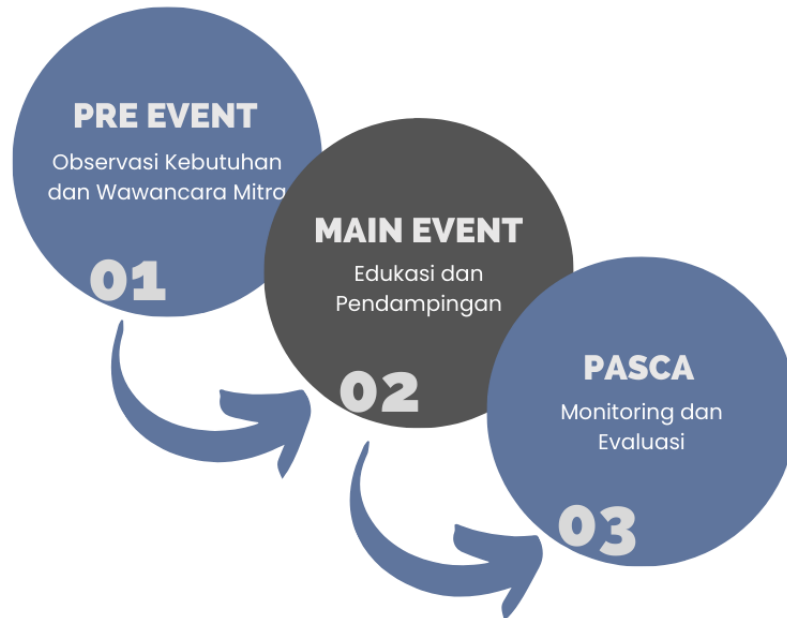 PRE EVENT
Observasi Kebutuhan
dan Wawancara Mitra
01
MAIN EVENT
Edukasi dan
Pendampingan
02
PASCA
Monitoring dan
Evaluasi
03